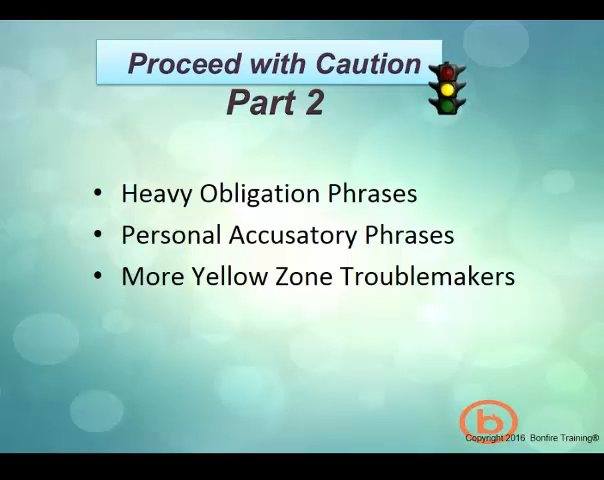 Proceed with Caution
Part 2
• Heavy Obligation Phrases
• Personal Accusatory Phrases
• More Yellow Zone Troublemakers
b
Copyright 2016 Bonfire Training®